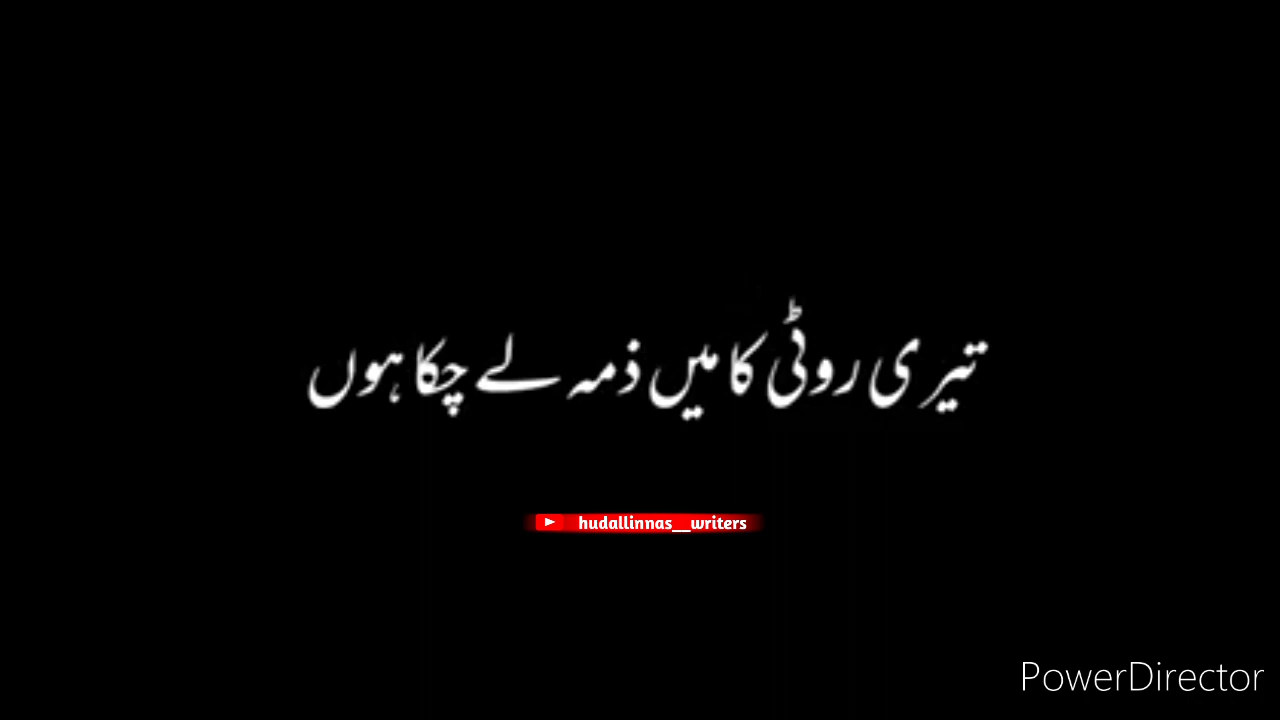 تیری روٹی کا میں ذمہ لے چکا ہوں
hudallinnas__writers
PowerDirector